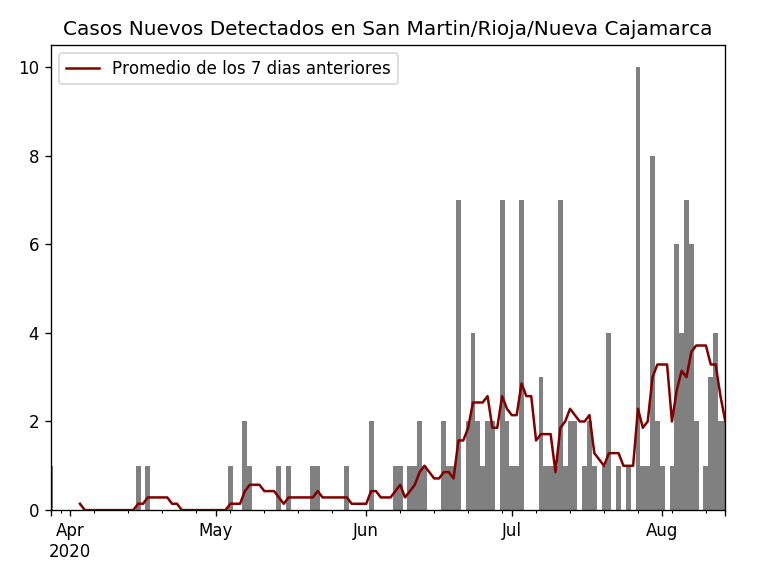 Casos Nuevos Detectados en San Martin/Rioja/Nueva Cajamarca
Promedio de los 7 dias anteriores
10
8
6
4
2
0
Apr May Jun Jul Aug
2020